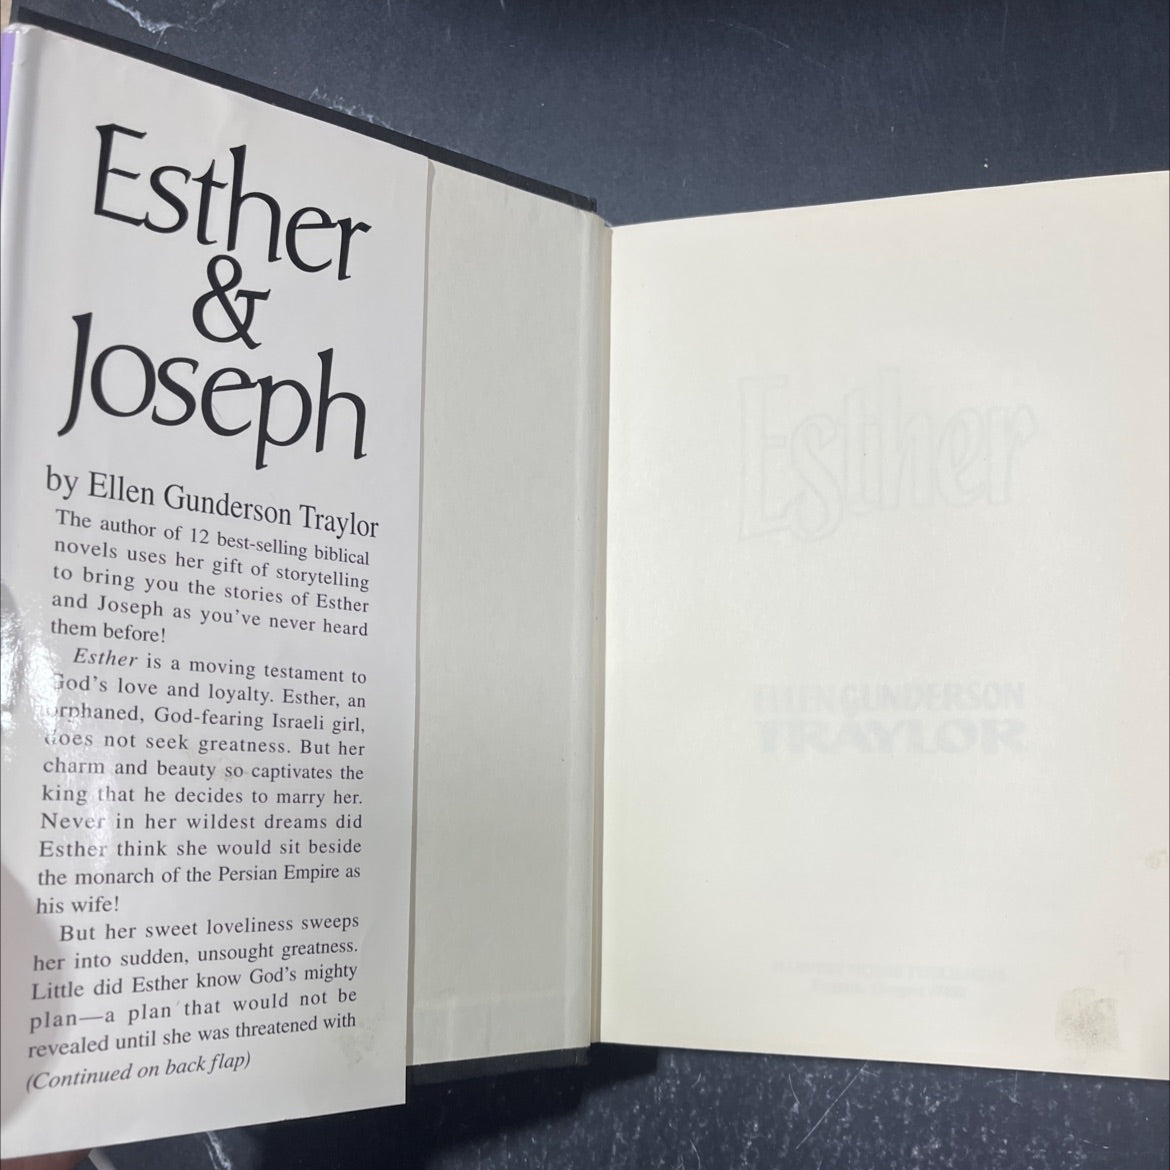 Esther
&
Joseph
by Ellen Gunderson Traylor
The author of 12 best-selling biblical
novels uses her gift of storytelling
to bring you the stories of Esther
and Joseph as you've never heard
them before!
Esther is a moving testament to
God's love and loyalty. Esther, an
orphaned, God-fearing Israeli girl,
does not seek greatness. But her
charm and beauty so captivates the
king that he decides to marry her.
Never in her wildest dreams did
Esther think she would sit beside
the monarch of the Persian Empire as
his wife!
But her sweet loveliness sweeps
her into sudden, unsought greatness.
Little did Esther know God's mighty
plan—a plan that would not be
revealed until she was threatened with
(Continued on back flap)
Esther
ELLEN GUNDERSON
TRAYLOR